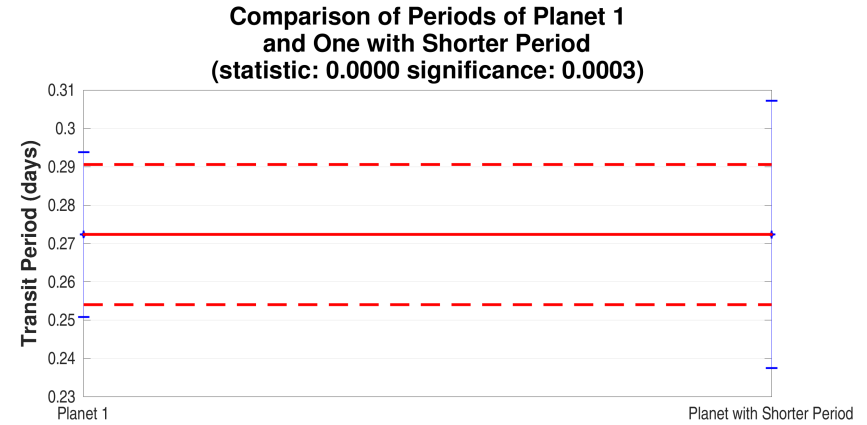 Comparison of Periods of Planet 1
and One with Shorter Period
(statistic: 0.0000 significance: 0.0003)
Transit Period (days)
0.31
0.3
0.29
0.28
0.27
0.26
0.25
0.24
0.23
Planet 1
Planet with Shorter Period